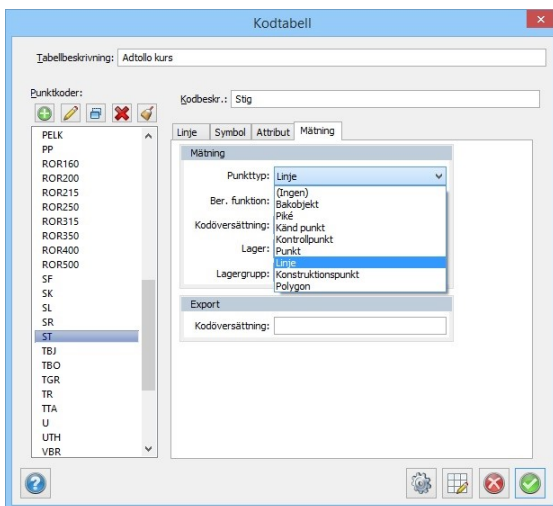 Kodtabell
Tabellbeskrivning: Adtollo kurs
Punktkoder:
PELK
PP
ROR160
ROR200
ROR215
ROR250
ROR315
ROR350
ROR400
ROR500
SF
SK
SL
SR
ST
TBJ
TBO
TGR
TR
TTA
U
UTH
VBR
Kodbeskr.: Stig
Linje Symbol Attribut Mätning
Mätning
Punkttyp: Linje
Ber. funktion:
Kodöversättning:
Lager:
Lagergrupp:
(Ingen)
Bakobjekt
Piké
Känd punkt
Kontrollpunkt
Punkt
Linje
Konstruktionspunkt
Polygon
Export
Kodöversättning: